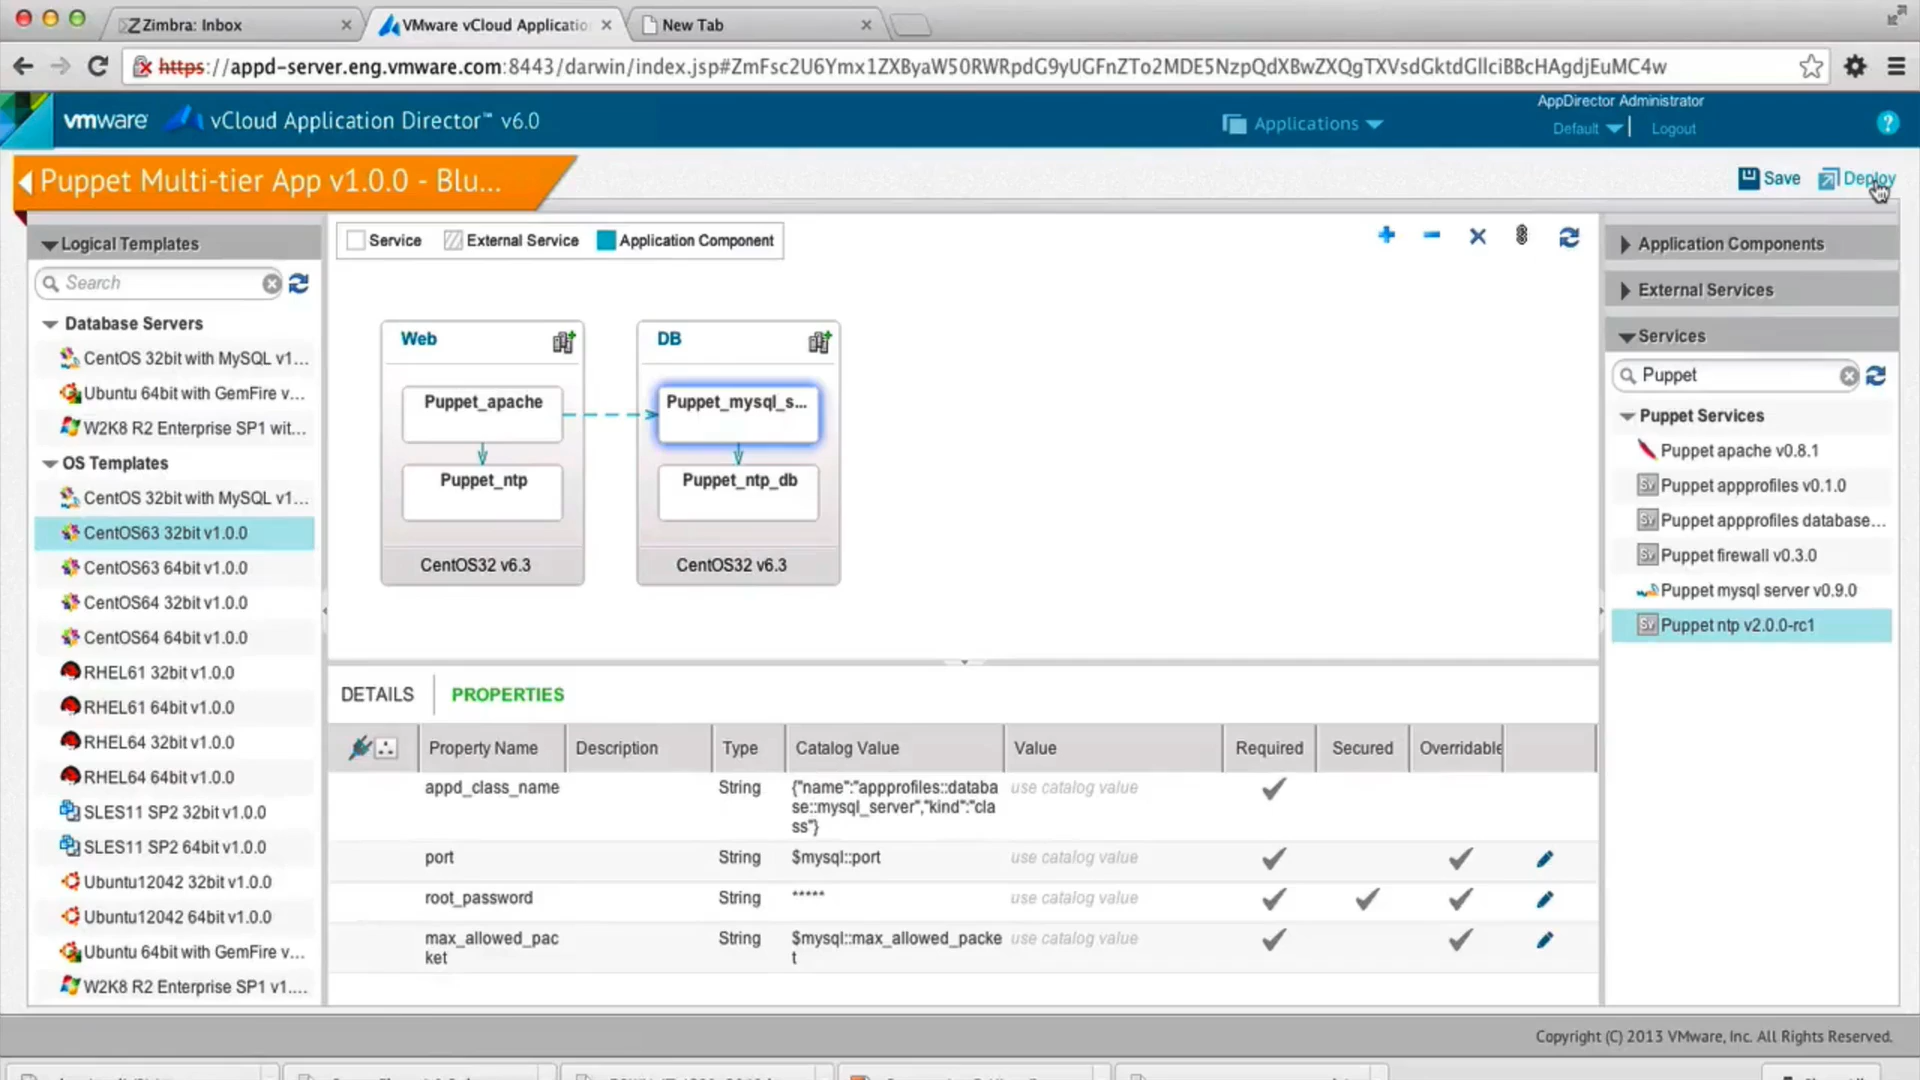 Zimbra: Inbox
VMware vCloud Applicatio
New Tab
https://appd-server.eng.vmware.com:8443/darwin/index.jsp#ZmFsc2U6Ymx1ZXByaW50RWRpdG9yUGFnZTo2MDE5NzpQdXBwZXQgTXVsdGktdGllciBBcHAgdjEuMC4w
vmware vCloud Application Director™ v6.0
Applications
AppDirector Administrator
Default
Logout
?
Puppet Multi-tier App v1.0.0 - Blu...
Save
Deploy
Logical Templates
Search
Database Servers
CentOS 32bit with MySQL v1...
Ubuntu 64bit with GemFire v...
W2K8 R2 Enterprise SP1 wit...
OS Templates
CentOS 32bit with MySQL v1...
CentOS63 32bit v1.0.0
CentOS63 64bit v1.0.0
CentOS64 32bit v1.0.0
CentOS64 64bit v1.0.0
RHEL61 32bit v1.0.0
RHEL61 64bit v1.0.0
RHEL64 32bit v1.0.0
RHEL64 64bit v1.0.0
SLES11 SP2 32bit v1.0.0
SLES11 SP2 64bit v1.0.0
Ubuntu12042 32bit v1.0.0
Ubuntu12042 64bit v1.0.0
Ubuntu 64bit with GemFire v...
W2K8 R2 Enterprise SP1 v1....
Service
External Service
Application Component
Web
Puppet_apache
Puppet_ntp
CentOS32 v6.3
DB
Puppet_mysql_s...
Puppet_ntp_db
CentOS32 v6.3
DETAILS
PROPERTIES
Property Name
Description
Type
Catalog Value
Value
Required
Secured
Overridable
appd_class_name
String
{"name":"appprofiles::databa
se::mysql_server","kind":"cla
ss"}
use catalog value
port
String
$mysql::port
use catalog value
root_password
String
*****
use catalog value
max_allowed_pac
ket
String
$mysql::max_allowed_packe
t
use catalog value
Application Components
External Services
Services
Puppet
Puppet Services
Puppet apache v0.8.1
Sv Puppet appprofiles v0.1.0
Sv Puppet appprofiles database...
Sv Puppet firewall v0.3.0
Puppet mysql server v0.9.0
Sv Puppet ntp v2.0.0-rc1
Copyright (C) 2013 VMware, Inc. All Rights Reserved.